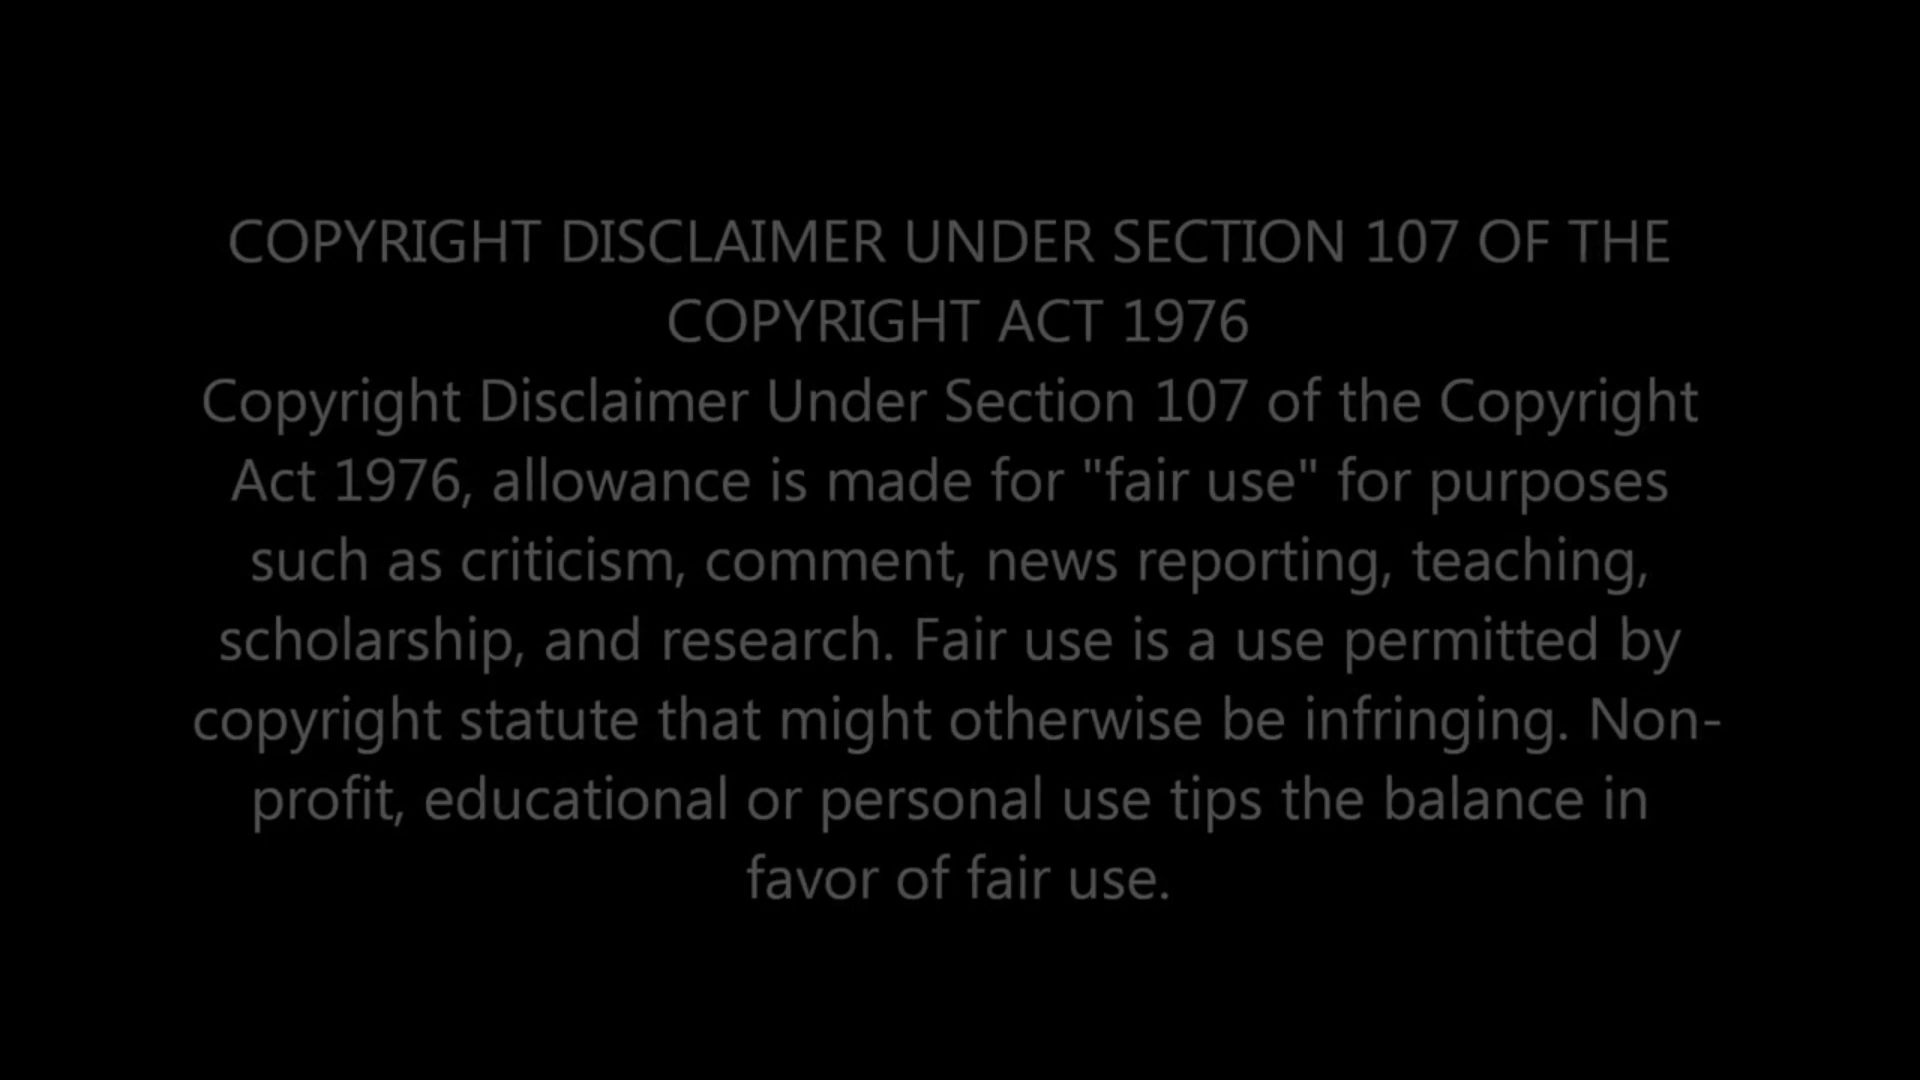 COPYRIGHT DISCLAIMER UNDER SECTION 107 OF THE
COPYRIGHT ACT 1976
Copyright Disclaimer Under Section 107 of the Copyright
Act 1976, allowance is made for "fair use" for purposes
such as criticism, comment, news reporting, teaching,
scholarship, and research. Fair use is a use permitted by
copyright statute that might otherwise be infringing. Non-
profit, educational or personal use tips the balance in
favor of fair use.